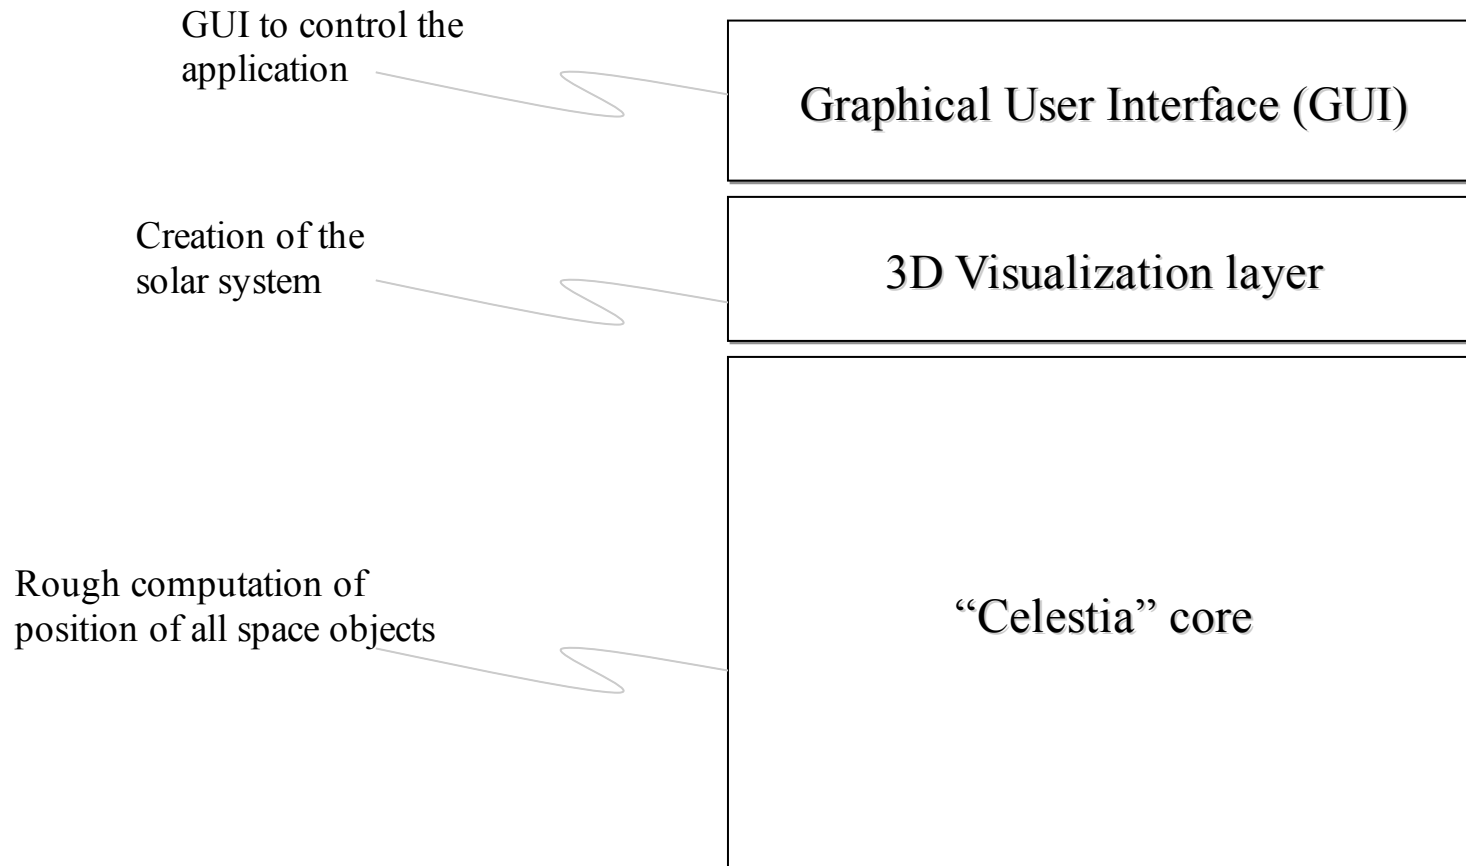 GUI to control the
application
Graphical User Interface (GUI)
Creation of the
solar system
3D Visualization layer
Rough computation of
position of all space objects
“Celestia” core